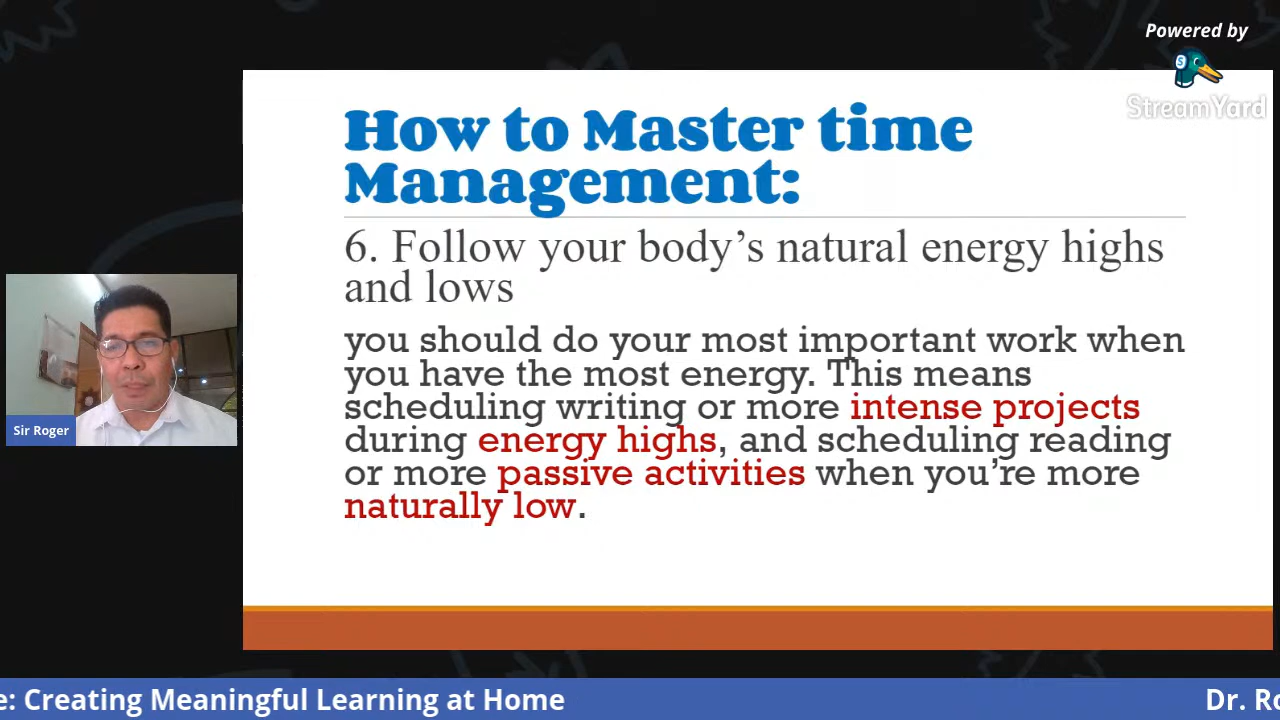 Powered by
StreamYard
How to Master time
Management:
6. Follow your body’s natural energy highs
and lows
you should do your most important work when
you have the most energy. This means
scheduling writing or more intense projects
during energy highs, and scheduling reading
or more passive activities when you’re more
naturally low.
Sir Roger
e: Creating Meaningful Learning at Home
Dr. Ro